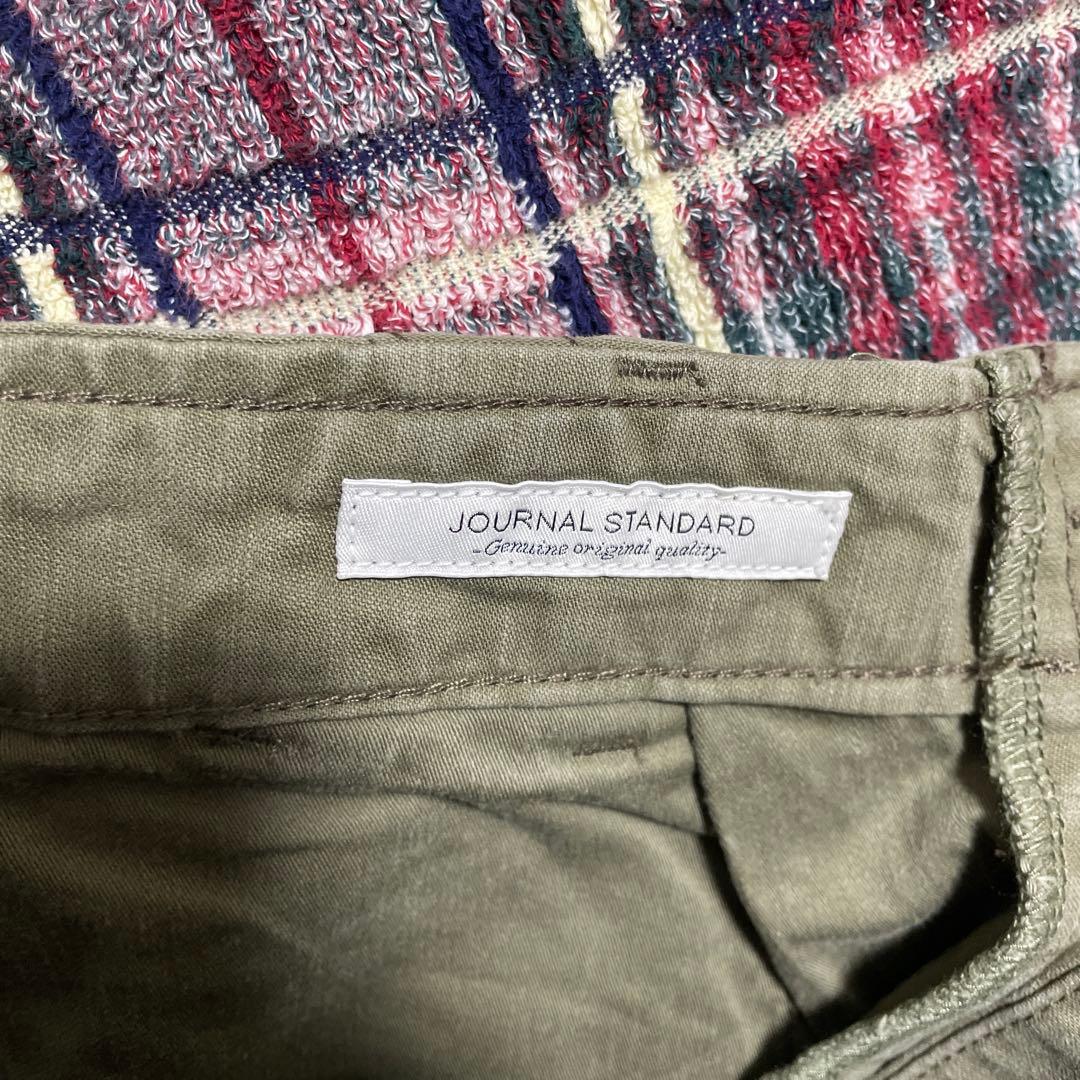 JOURNAL STANDARD
-Genuine original quality-